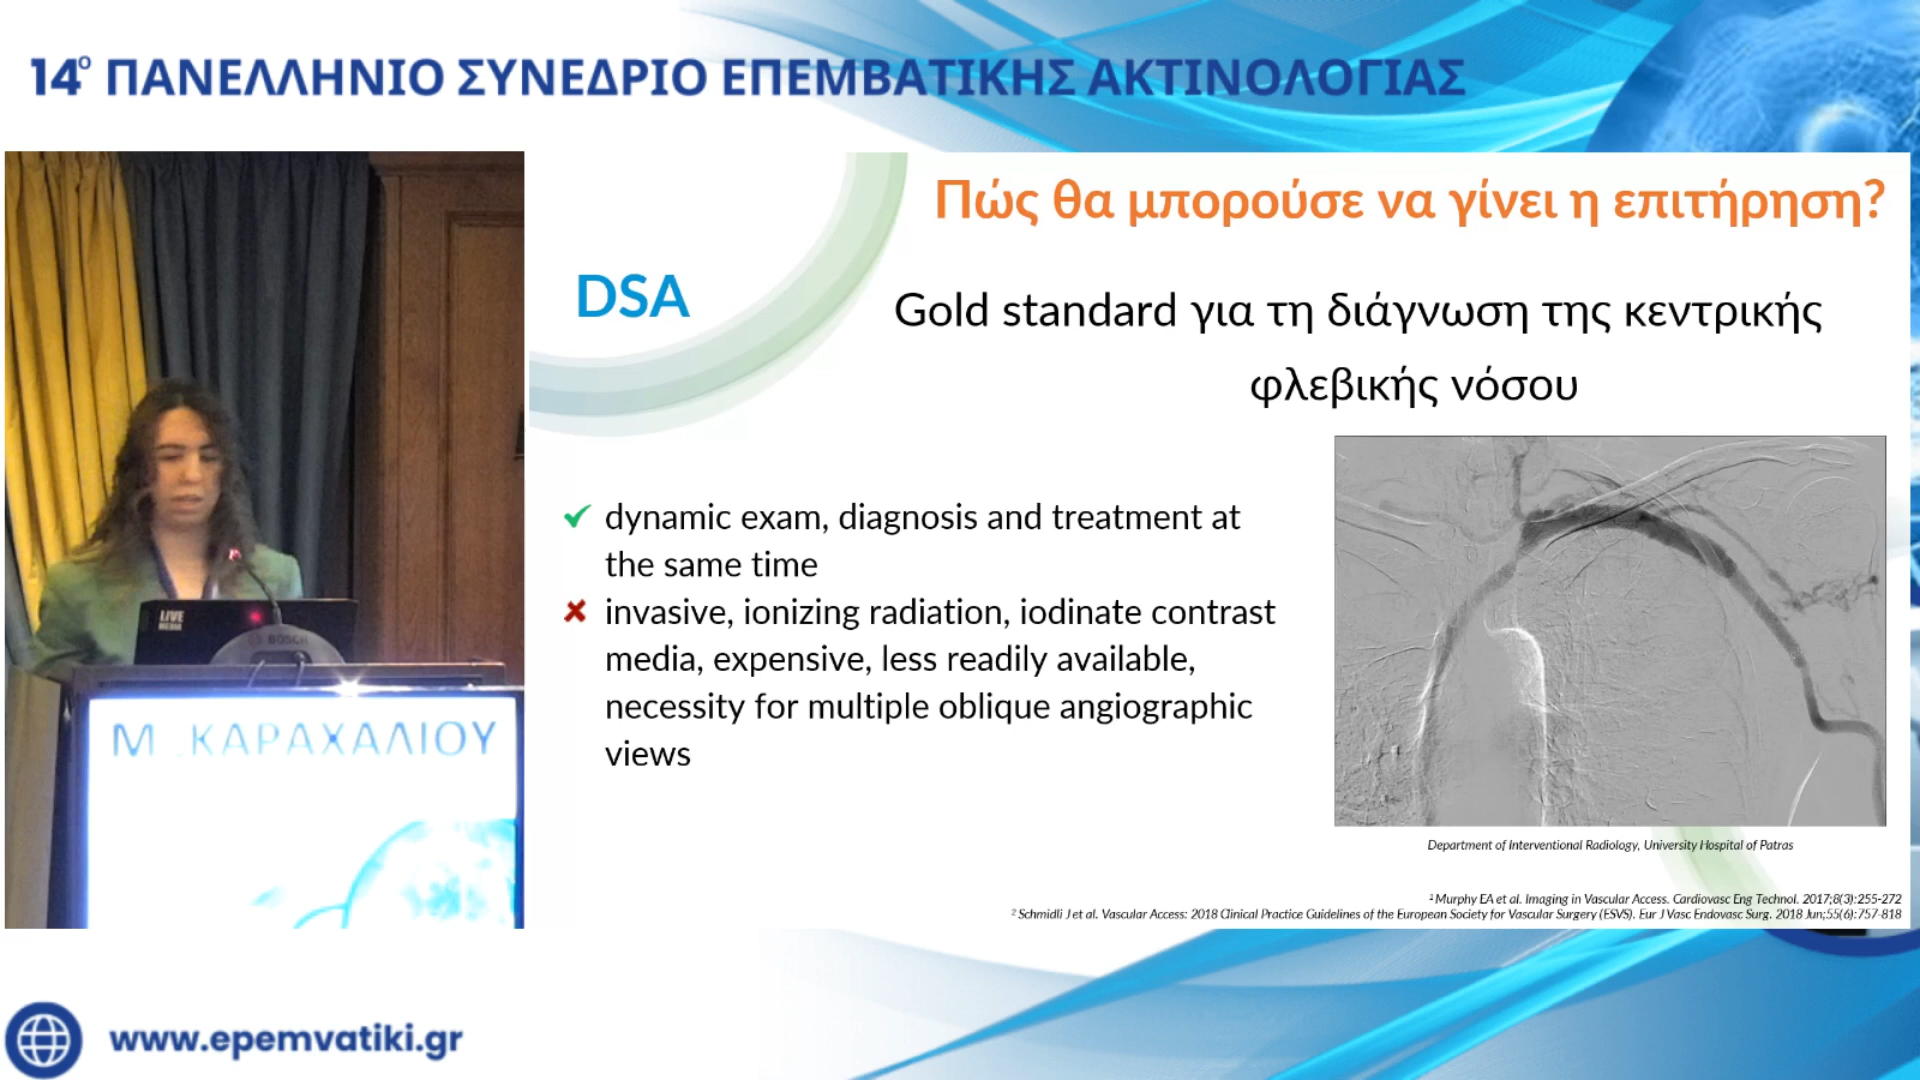 14ο ΠΑΝΕΛΛΗΝΙΟ ΣΥΝΕΔΡΙΟ ΕΠΕΜΒΑΤΙΚΗΣ ΑΚΤΙΝΟΛΟΓΙΑΣ
Πώς θα μπορούσε να γίνει η επιτήρηση?
DSA
Gold standard για τη διάγνωση της κεντρικής
φλεβικής νόσου
✓ dynamic exam, diagnosis and treatment at
the same time
✗ invasive, ionizing radiation, iodinate contrast
media, expensive, less readily available,
necessity for multiple oblique angiographic
views
Department of Interventional Radiology, University Hospital of Patras
1 Murphy EA et al. Imaging in Vascular Access. Cardiovasc Eng Technol. 2017;8(3):255-272
2 Schmidli J et al. Vascular Access: 2018 Clinical Practice Guidelines of the European Society for Vascular Surgery (ESVS). Eur J Vasc Endovasc Surg. 2018 Jun;55(6):757-818
LIVE
MEDIA
BOSCH
Μ .ΚΑΡΑΧΑΛΙΟΥ
www.epemvatiki.gr